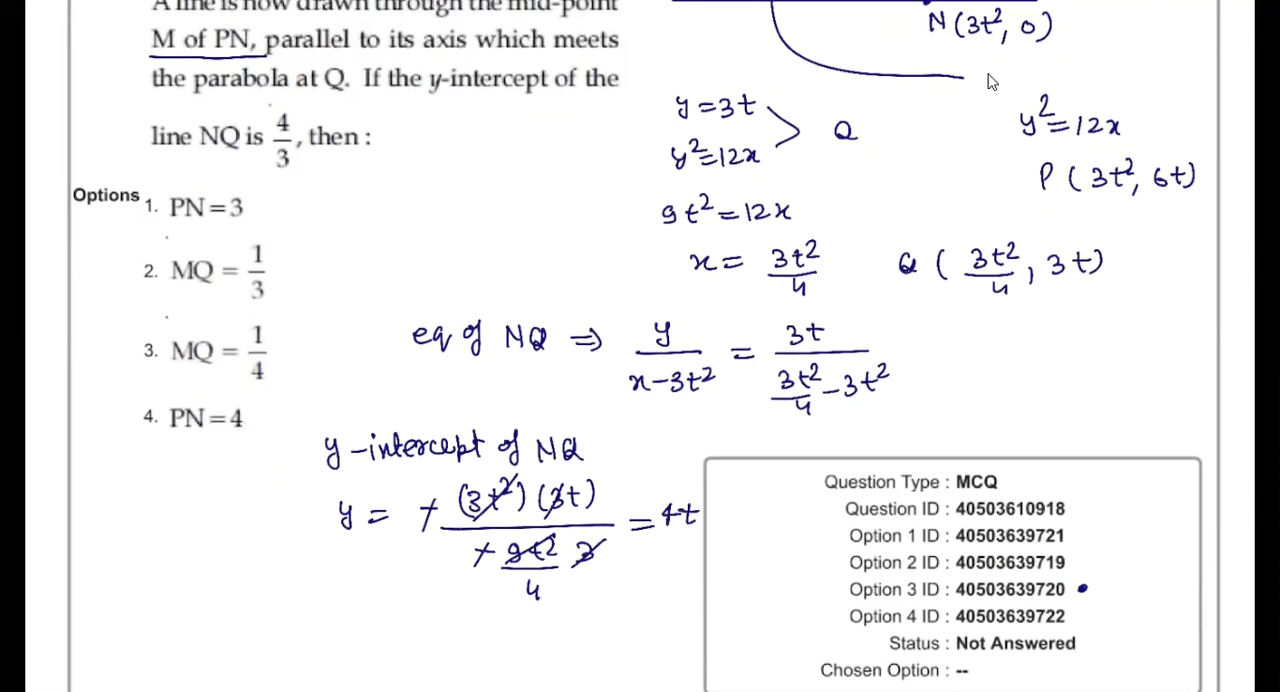 A line is now drawn through the mid-point
M of PN, parallel to its axis which meets
the parabola at Q. If the y-intercept of the
line NQ is 4/3, then :
Options
1. PN = 3
2. MQ = 1/3
3. MQ = 1/4
4. PN = 4
N (3t², 0)
y = 3t
y² = 12x
Q
y² = 12x
P (3t², 6t)
9t² = 12x
x = 3t²/4
Q (3t²/4, 3t)
eq of NQ ⇒ y/(x-3t²) = 3t/(3t²/4 - 3t²)
y-intercept of NQ
y = + (3t²)(3t) / + 9t²/4 3 = 4t
Question Type : MCQ
Question ID : 40503610918
Option 1 ID : 40503639721
Option 2 ID : 40503639719
Option 3 ID : 40503639720
Option 4 ID : 40503639722
Status : Not Answered
Chosen Option : --